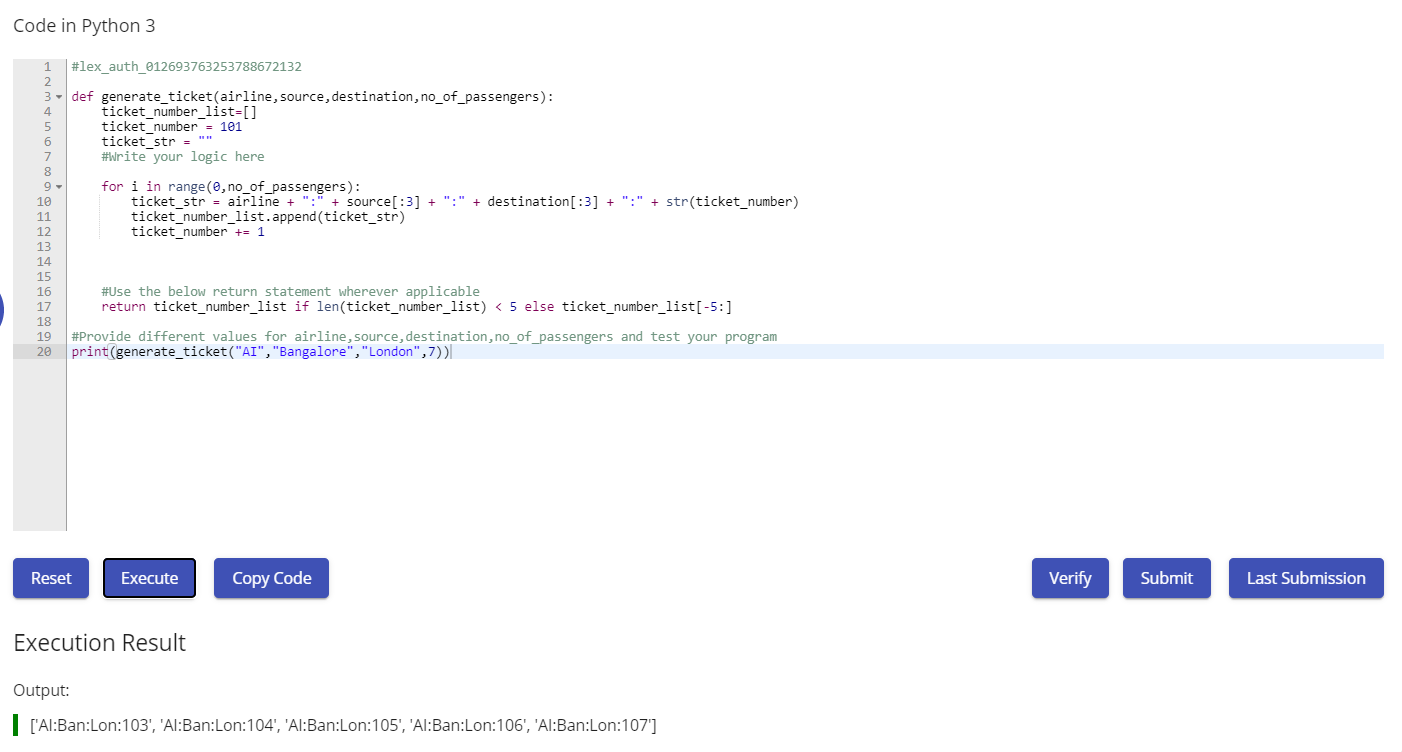 Code in Python 3
1 #lex_auth_012693763253788672132
2
3 def generate_ticket(airline,source,destination,no_of_passengers):
4     ticket_number_list=[]
5     ticket_number = 101
6     ticket_str = ""
7     #Write your logic here
8
9     for i in range(0,no_of_passengers):
10         ticket_str = airline + ":" + source[:3] + ":" + destination[:3] + ":" + str(ticket_number)
11         ticket_number_list.append(ticket_str)
12         ticket_number += 1
13
14
15
16     #Use the below return statement wherever applicable
17     return ticket_number_list if len(ticket_number_list) < 5 else ticket_number_list[-5:]
18
19 #Provide different values for airline,source,destination,no_of_passengers and test your program
20 print(generate_ticket("AI","Bangalore","London",7))
Reset Execute Copy Code Verify Submit Last Submission
Execution Result
Output:
['AI:Ban:Lon:103', 'AI:Ban:Lon:104', 'AI:Ban:Lon:105', 'AI:Ban:Lon:106', 'AI:Ban:Lon:107']